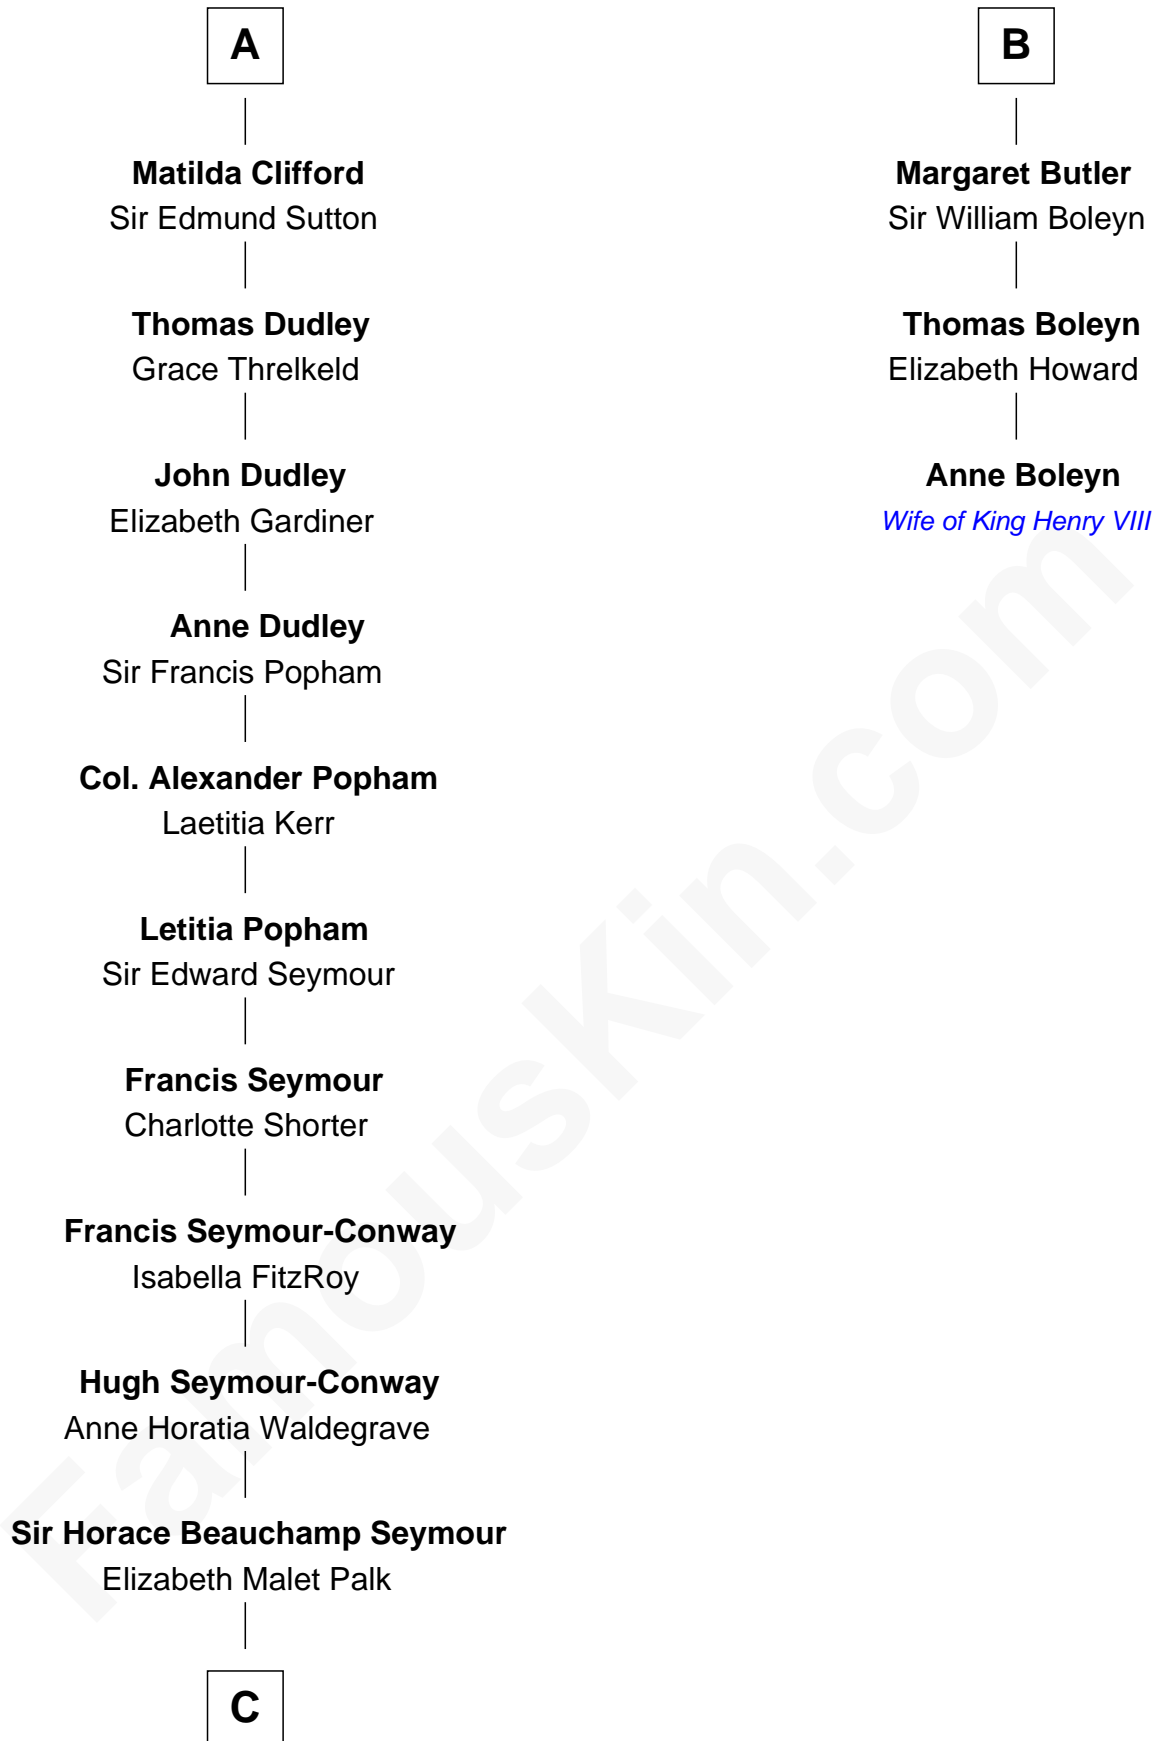 A
Matilda Clifford
Sir Edmund Sutton
Thomas Dudley
Grace Threlkeld
John Dudley
Elizabeth Gardiner
Anne Dudley
Sir Francis Popham
Col. Alexander Popham
Laetitia Kerr
Letitia Popham
Sir Edward Seymour
Francis Seymour
Charlotte Shorter
Francis Seymour-Conway
Isabella FitzRoy
Hugh Seymour-Conway
Anne Horatia Waldegrave
Sir Horace Beauchamp Seymour
Elizabeth Malet Palk
C
B
Margaret Butler
Sir William Boleyn
Thomas Boleyn
Elizabeth Howard
Anne Boleyn
Wife of King Henry VIII
FamousKin.com